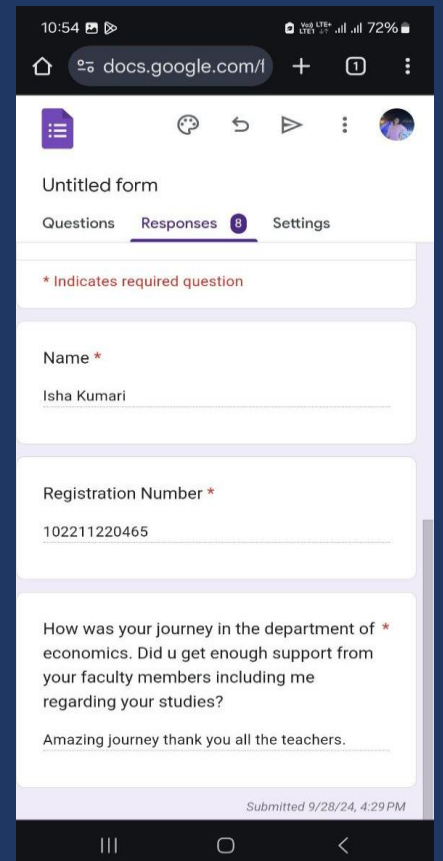 10:54
Vo) LTE+ LTE1 72%
docs.google.com/f
1
Untitled form
Questions Responses 8 Settings
* Indicates required question
Name *
Isha Kumari
Registration Number *
102211220465
How was your journey in the department of *
economics. Did u get enough support from
your faculty members including me
regarding your studies?
Amazing journey thank you all the teachers.
Submitted 9/28/24, 4:29 PM